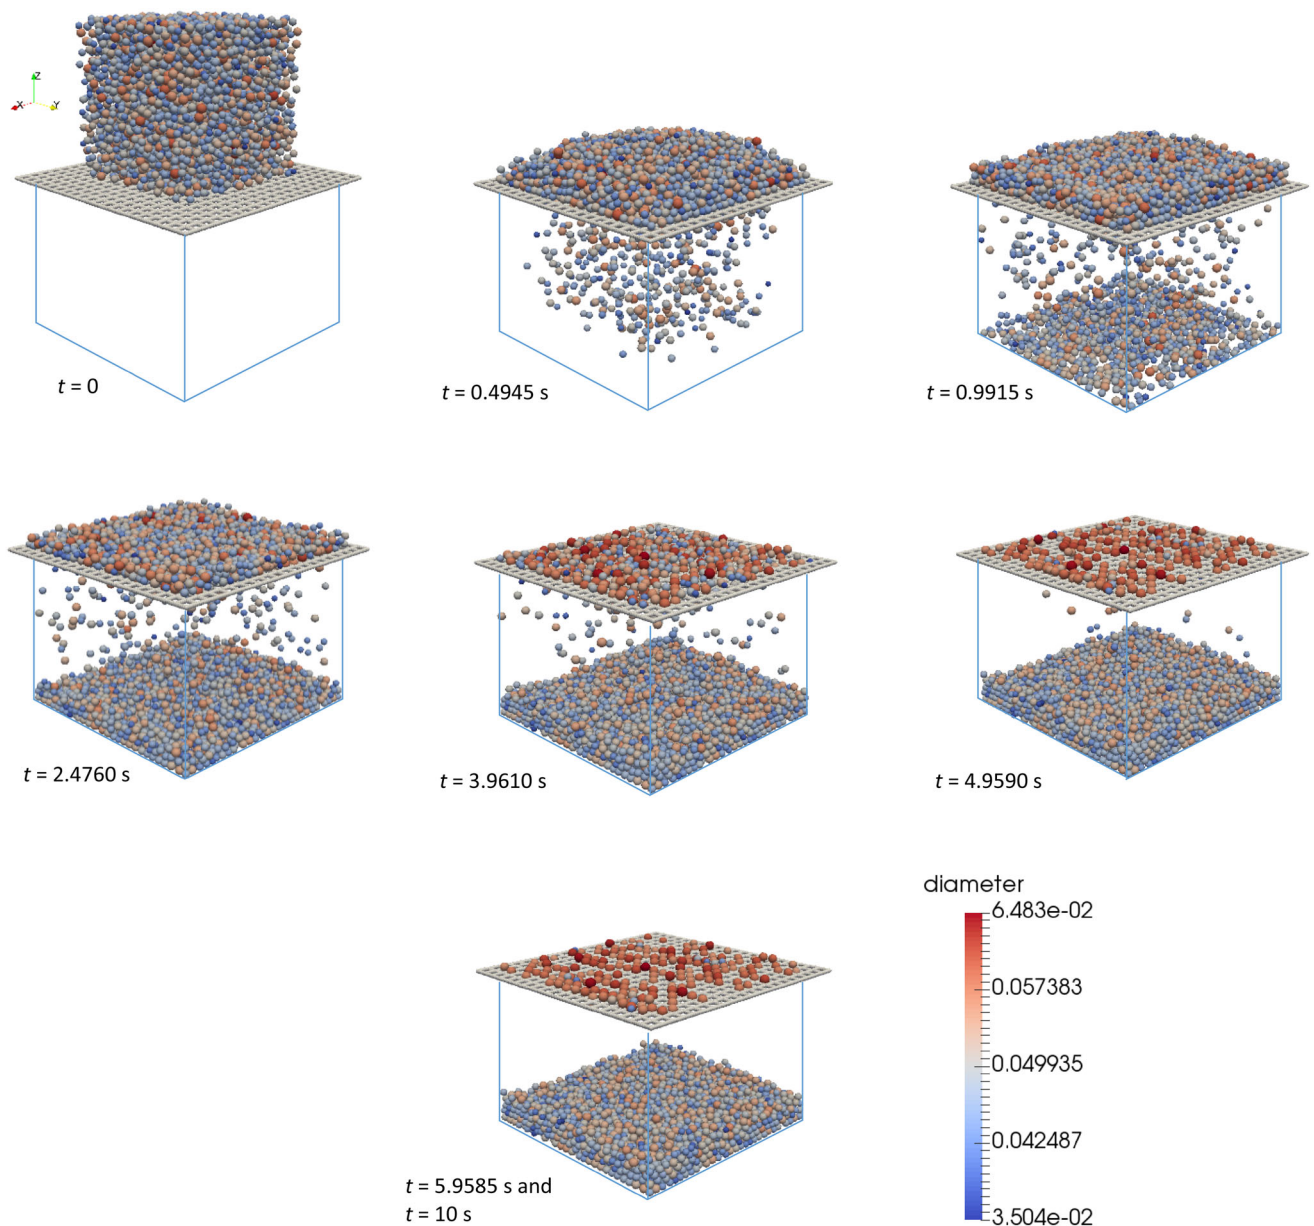 Z
X
Y
t = 0
t = 0.4945 s
t = 0.9915 s
t = 2.4760 s
t = 3.9610 s
t = 4.9590 s
diameter
6.483e-02
0.057383
0.049935
0.042487
3.504e-02
t = 5.9585 s and
t = 10 s